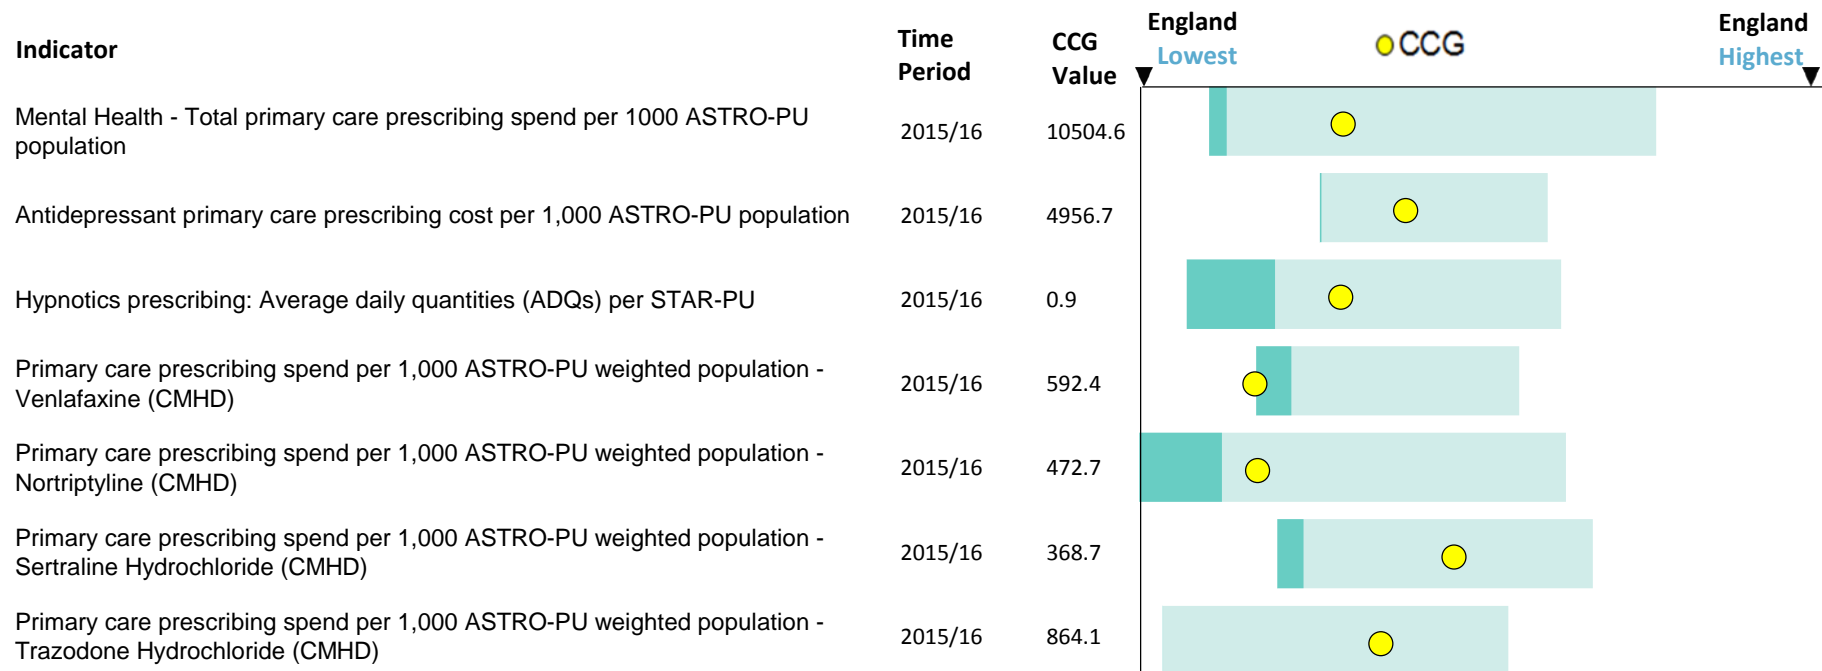 Indicator
Time
Period
CCG
Value
England
Lowest
CCG
England
Highest
Mental Health - Total primary care prescribing spend per 1000 ASTRO-PU
population
2015/16
10504.6
Antidepressant primary care prescribing cost per 1,000 ASTRO-PU population
2015/16
4956.7
Hypnotics prescribing: Average daily quantities (ADQs) per STAR-PU
2015/16
0.9
Primary care prescribing spend per 1,000 ASTRO-PU weighted population -
Venlafaxine (CMHD)
2015/16
592.4
Primary care prescribing spend per 1,000 ASTRO-PU weighted population -
Nortriptyline (CMHD)
2015/16
472.7
Primary care prescribing spend per 1,000 ASTRO-PU weighted population -
Sertraline Hydrochloride (CMHD)
2015/16
368.7
Primary care prescribing spend per 1,000 ASTRO-PU weighted population -
Trazodone Hydrochloride (CMHD)
2015/16
864.1